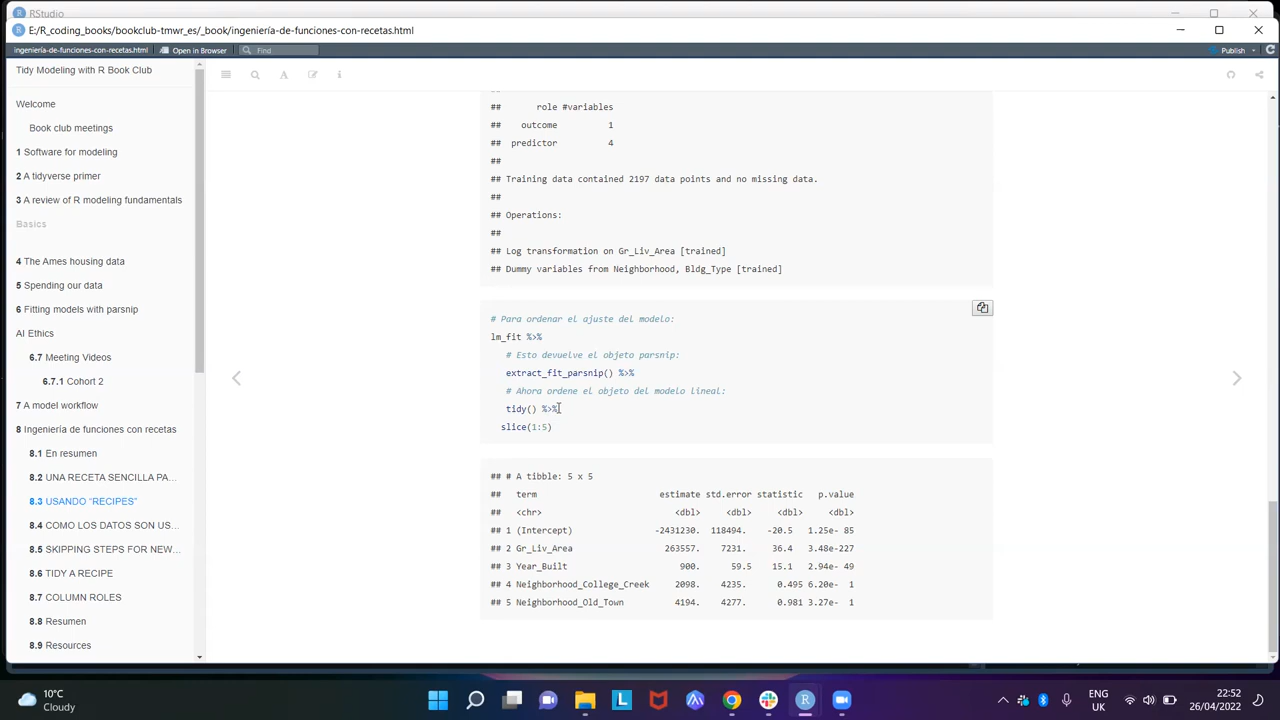 RStudio
E:/R_coding_books/bookclub-tmwr_es/_book/ingeniería-de-funciones-con-recetas.html
ingeniería-de-funciones-con-recetas.html
Open in Browser
Find
Publish
Tidy Modeling with R Book Club
Welcome
Book club meetings
1 Software for modeling
2 A tidyverse primer
3 A review of R modeling fundamentals
Basics
4 The Ames housing data
5 Spending our data
6 Fitting models with parsnip
AI Ethics
6.7 Meeting Videos
6.7.1 Cohort 2
7 A model workflow
8 Ingeniería de funciones con recetas
8.1 En resumen
8.2 UNA RECETA SENCILLA PA...
8.3 USANDO "RECIPES"
8.4 COMO LOS DATOS SON US...
8.5 SKIPPING STEPS FOR NEW...
8.6 TIDY A RECIPE
8.7 COLUMN ROLES
8.8 Resumen
8.9 Resources
## role #variables
## outcome 1
## predictor 4
##
## Training data contained 2197 data points and no missing data.
##
## Operations:
##
## Log transformation on Gr_Liv_Area [trained]
## Dummy variables from Neighborhood, Bldg_Type [trained]
# Para ordenar el ajuste del modelo:
lm_fit %>%
# Esto devuelve el objeto parsnip:
extract_fit_parsnip() %>%
# Ahora ordene el objeto del modelo lineal:
tidy() %>%
slice(1:5)
## # A tibble: 5 x 5
## term estimate std.error statistic p.value
## <chr> <dbl> <dbl> <dbl> <dbl>
## 1 (Intercept) -2431230. 118494. -20.5 1.25e- 85
## 2 Gr_Liv_Area 263557. 7231. 36.4 3.48e-227
## 3 Year_Built 900. 59.5 15.1 2.94e- 49
## 4 Neighborhood_College_Creek 2098. 4235. 0.495 6.20e- 1
## 5 Neighborhood_Old_Town 4194. 4277. 0.981 3.27e- 1
10°C
Cloudy
ENG
UK
22:52
26/04/2022